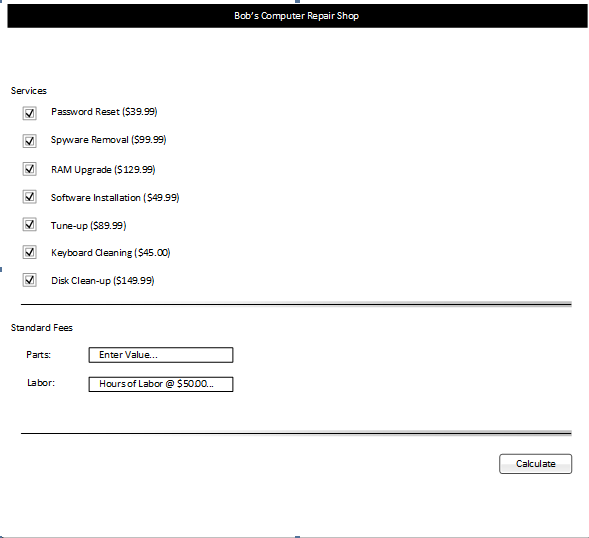 Bob's Computer Repair Shop
Services
Password Reset ($39.99)
Spyware Removal ($99.99)
RAM Upgrade ($129.99)
Software Installation ($49.99)
Tune-up ($89.99)
Keyboard Cleaning ($45.00)
Disk Clean-up ($149.99)
Standard Fees
Parts: Enter Value...
Labor: Hours of Labor @ $50.00...
Calculate